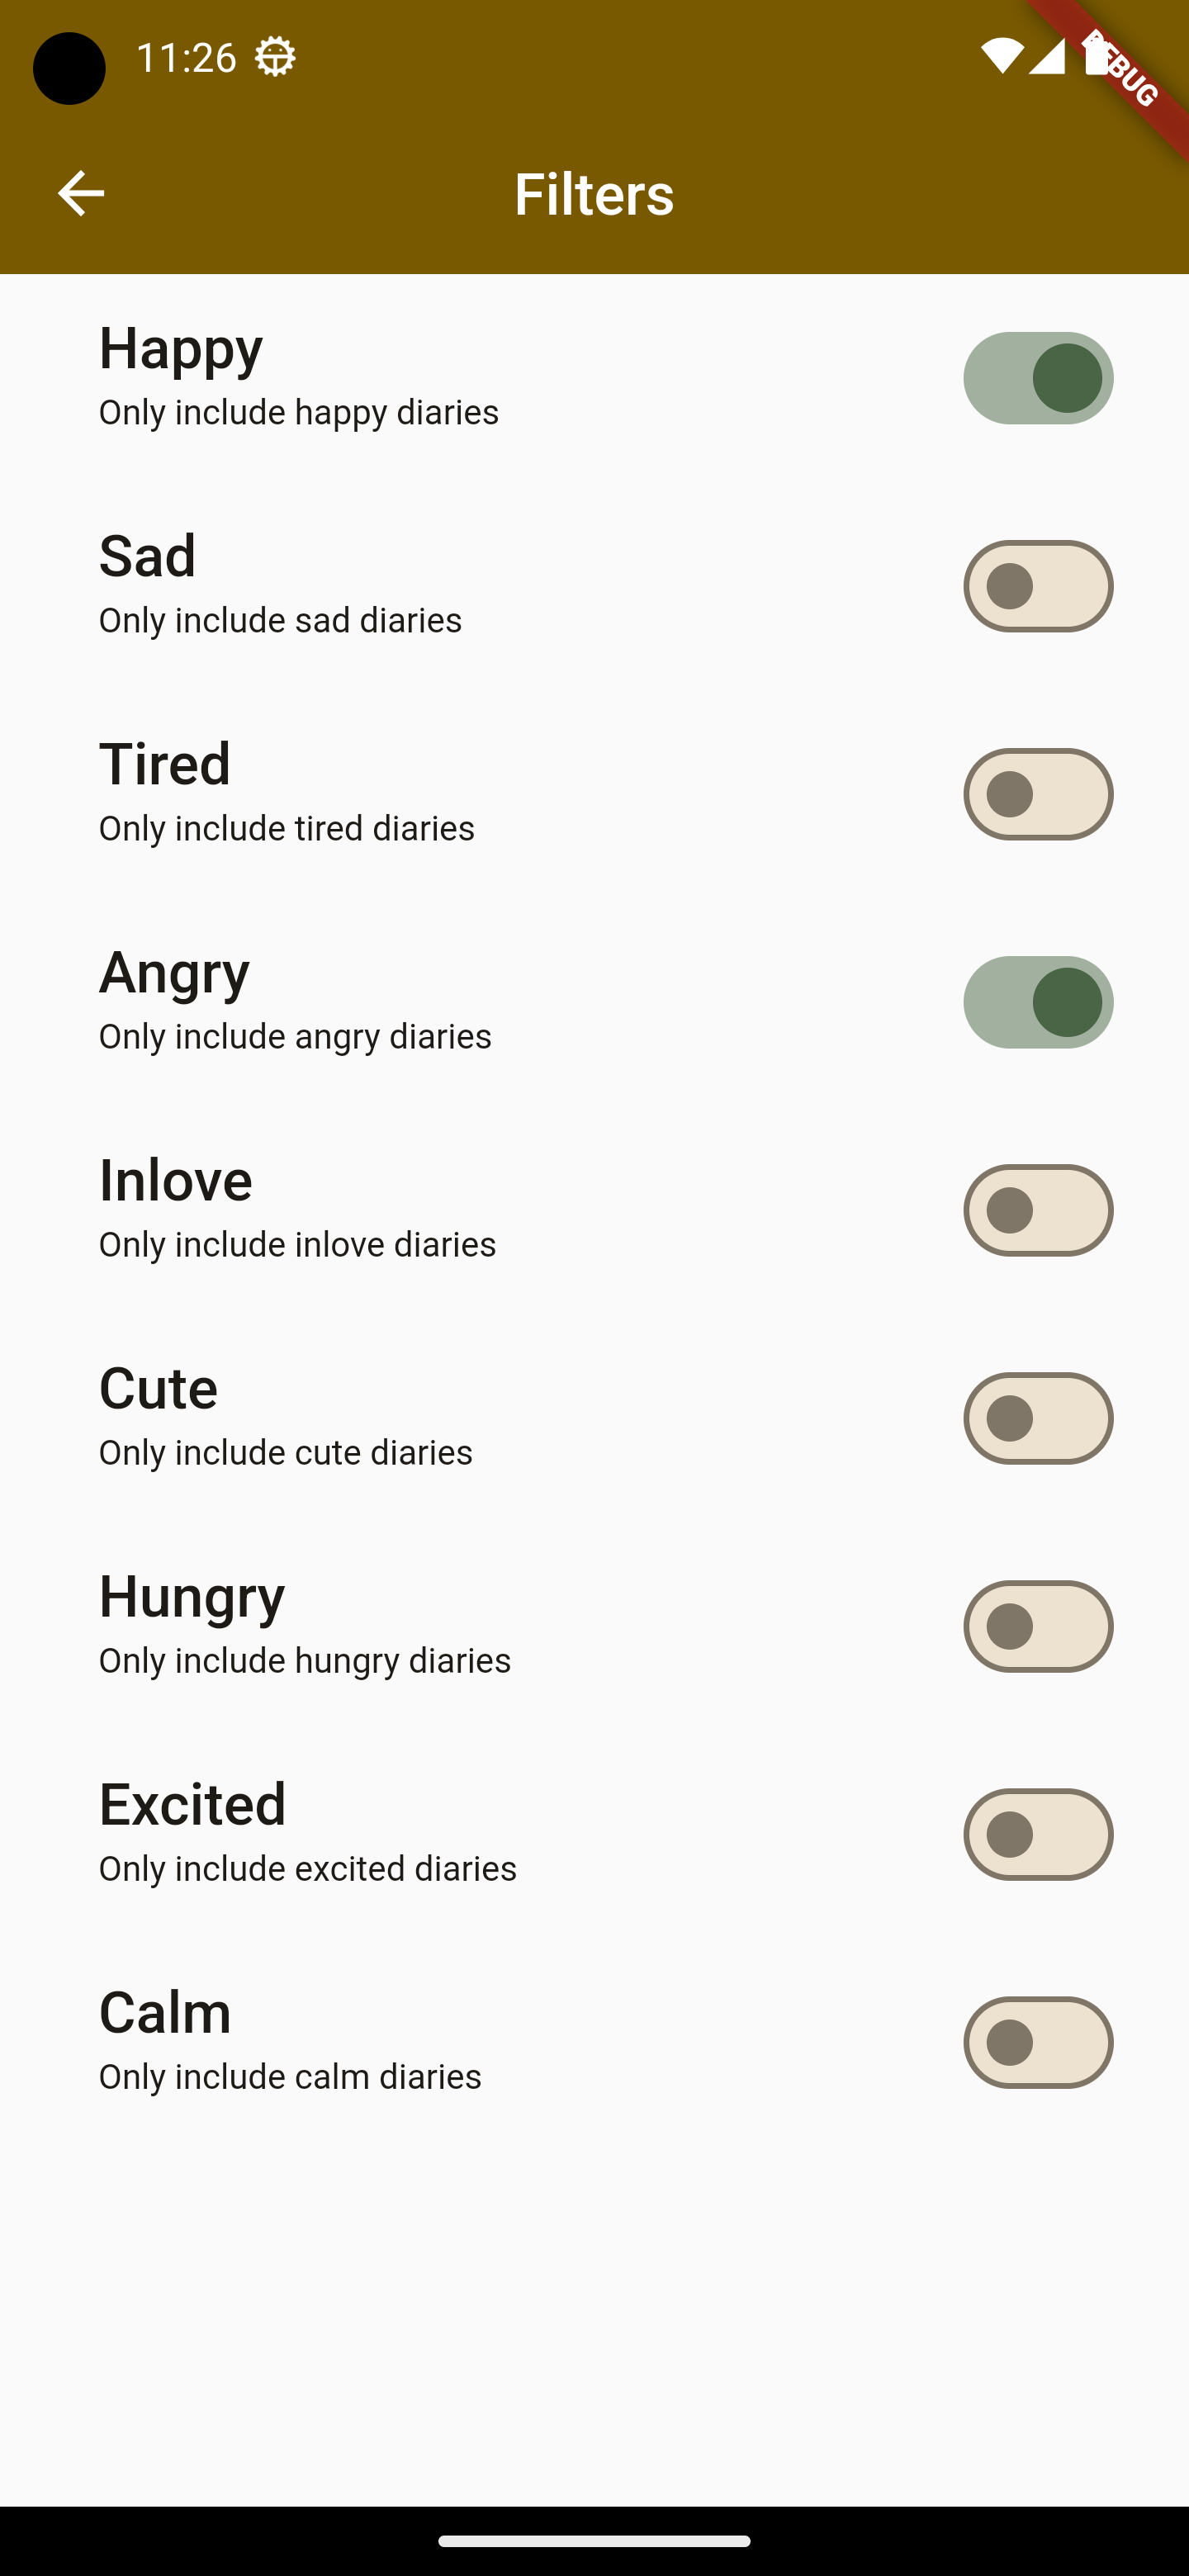 11:26
DEBUG
Filters
Happy
Only include happy diaries
Sad
Only include sad diaries
Tired
Only include tired diaries
Angry
Only include angry diaries
Inlove
Only include inlove diaries
Cute
Only include cute diaries
Hungry
Only include hungry diaries
Excited
Only include excited diaries
Calm
Only include calm diaries